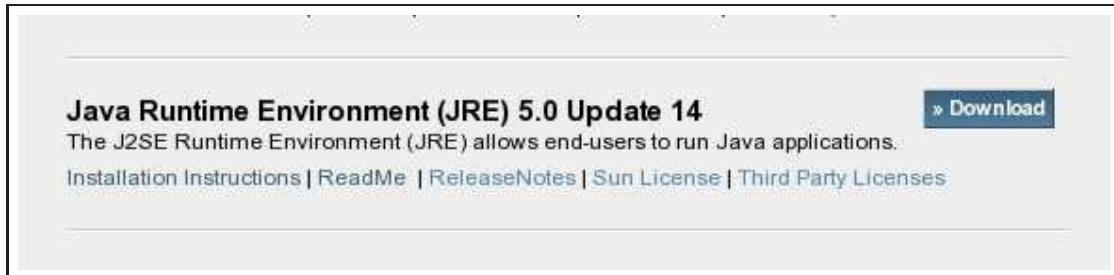 Java Runtime Environment (JRE) 5.0 Update 14
» Download
The J2SE Runtime Environment (JRE) allows end-users to run Java applications.
Installation Instructions | ReadMe | ReleaseNotes | Sun License | Third Party Licenses